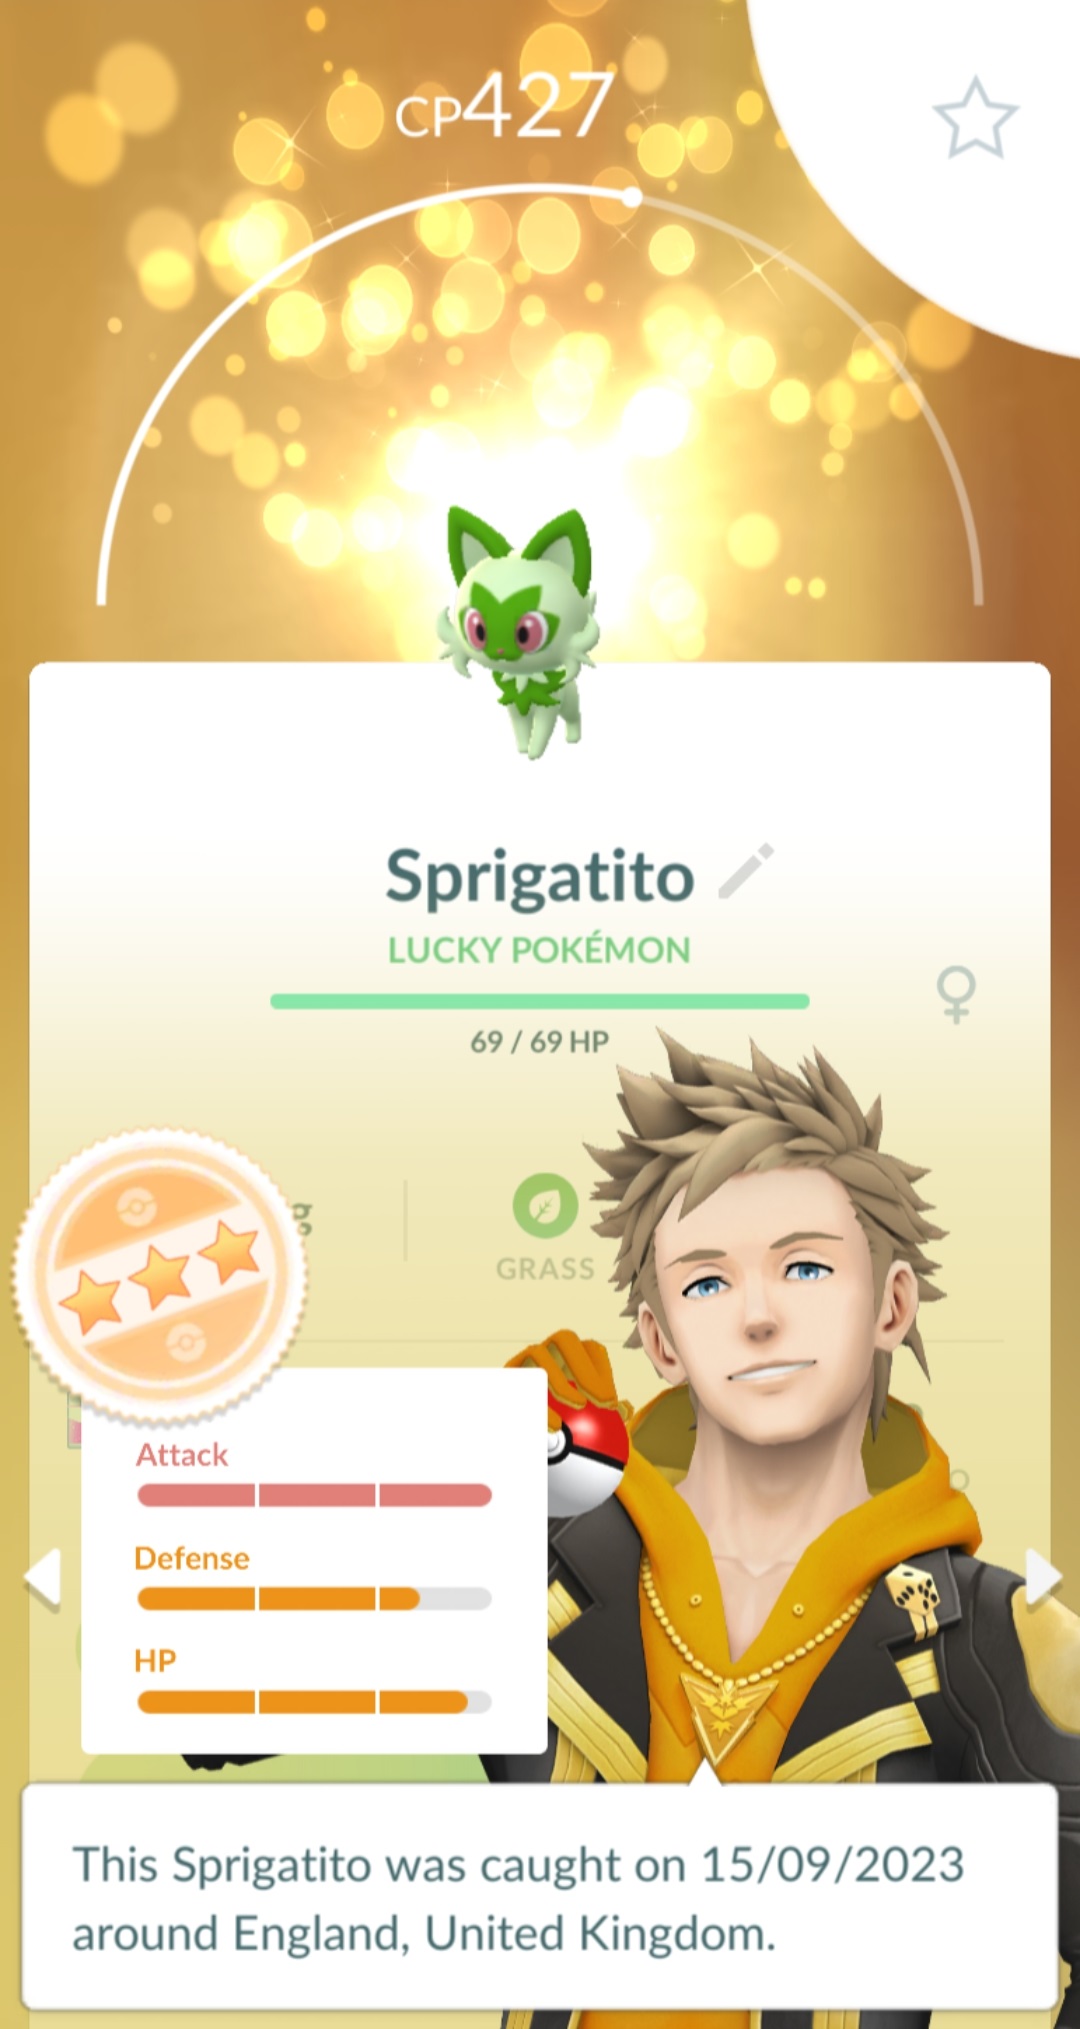 CP427
Sprigatito
LUCKY POKÉMON
69 / 69 HP
g
GRASS
Attack
Defense
HP
This Sprigatito was caught on 15/09/2023
around England, United Kingdom.